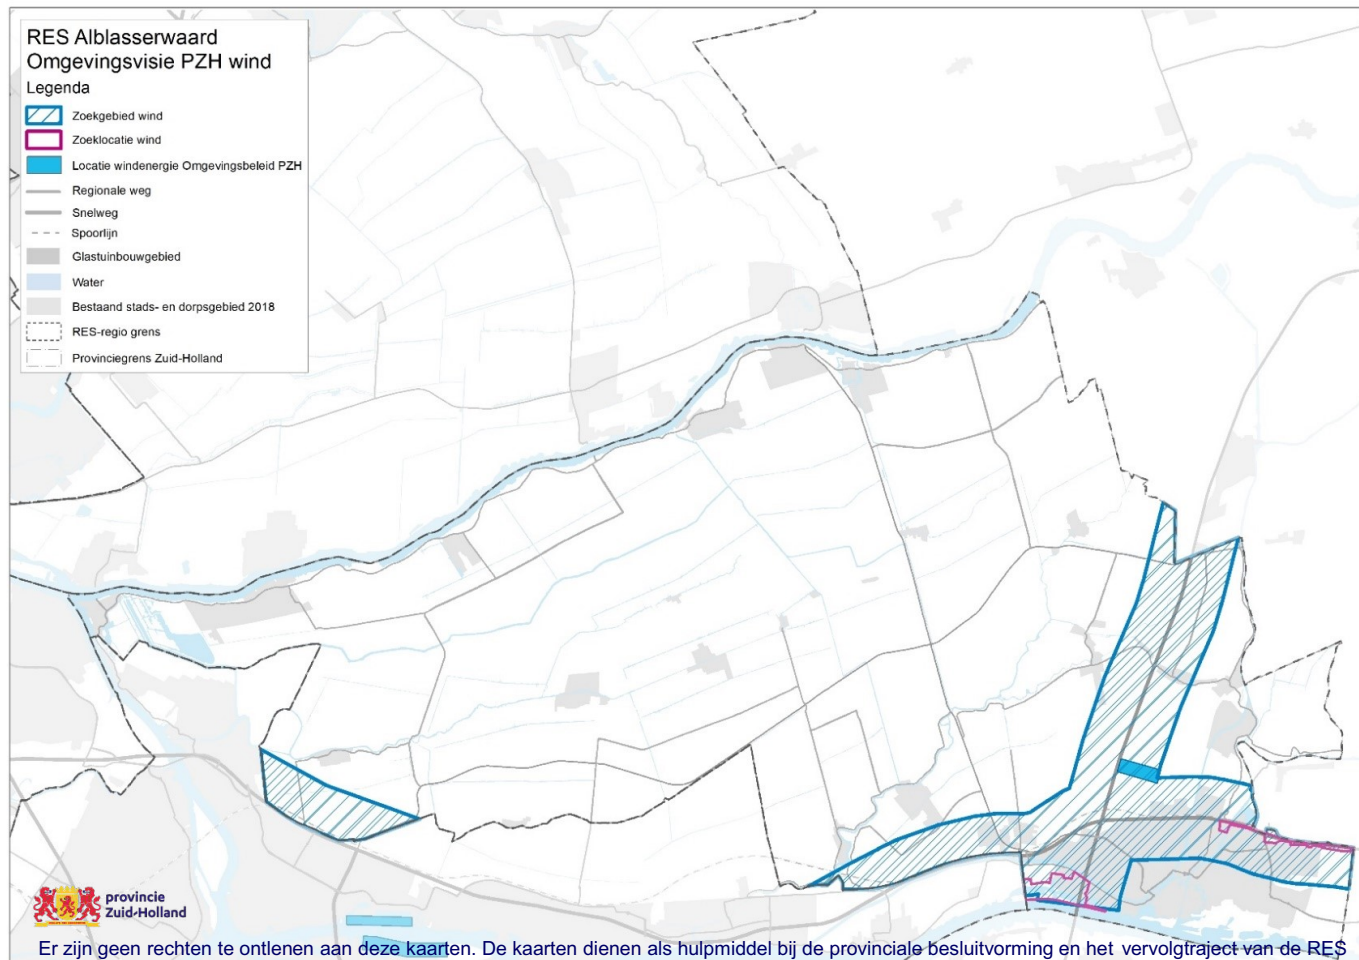 RES Alblasserwaard
Omgevingsvisie PZH wind
Legenda
Zoekgebied wind
Zoeklocatie wind
Locatie windenergie Omgevingsbeleid PZH
Regionale weg
Snelweg
Spoorlijn
Glastuinbouwgebied
Water
Bestaand stads- en dorpsgebied 2018
RES-regio grens
Provinciegrens Zuid-Holland
provincie
Zuid-Holland
Er zijn geen rechten te ontlenen aan deze kaarten. De kaarten dienen als hulpmiddel bij de provinciale besluitvorming en het vervolgtraject van de RES